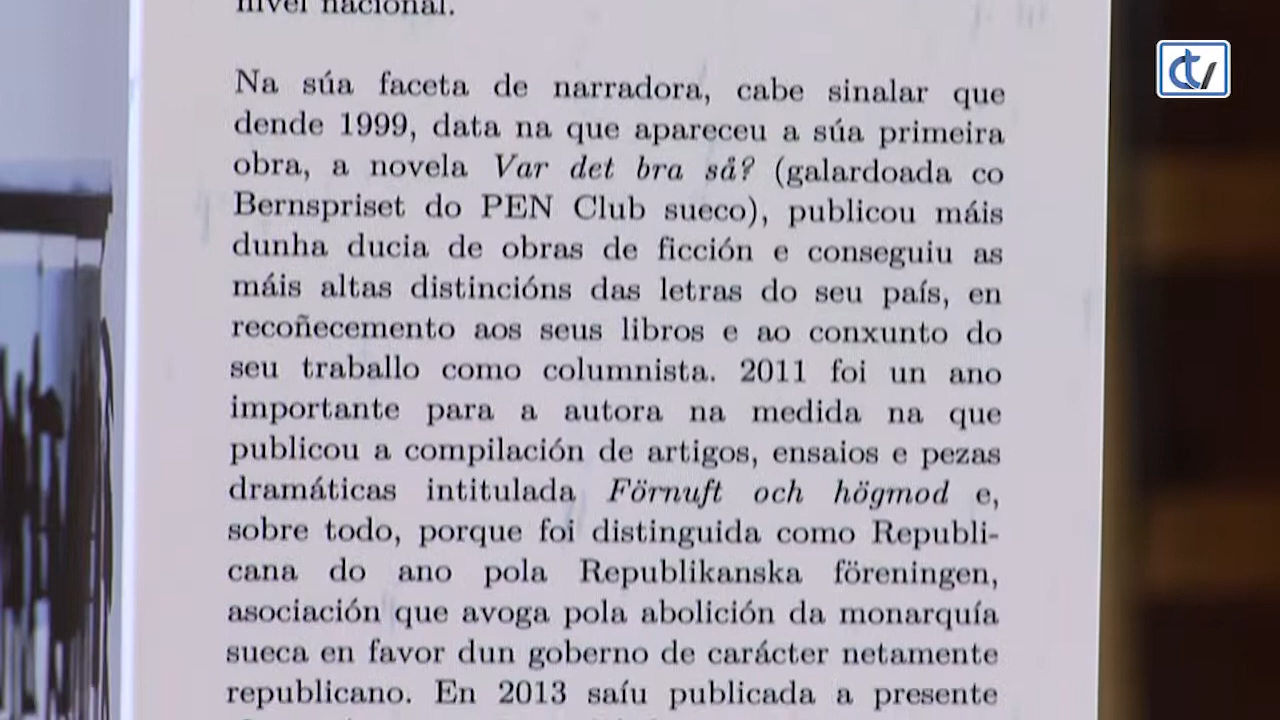 nivel nacional.
Na súa faceta de narradora, cabe sinalar que
dende 1999, data na que apareceu a súa primeira
obra, a novela Var det bra så? (galardoada co
Bernspriset do PEN Club sueco), publicou máis
dunha ducia de obras de ficción e conseguiu as
máis altas distincións das letras do seu país, en
recoñecemento aos seus libros e ao conxunto do
seu traballo como columnista. 2011 foi un ano
importante para a autora na medida na que
publicou a compilación de artigos, ensaios e pezas
dramáticas intitulada Förnuft och högmod e,
sobre todo, porque foi distinguida como Republi-
cana do ano pola Republikanska föreningen,
asociación que avoga pola abolición da monarquía
sueca en favor dun goberno de carácter netamente
republicano. En 2013 saíu publicada a presente